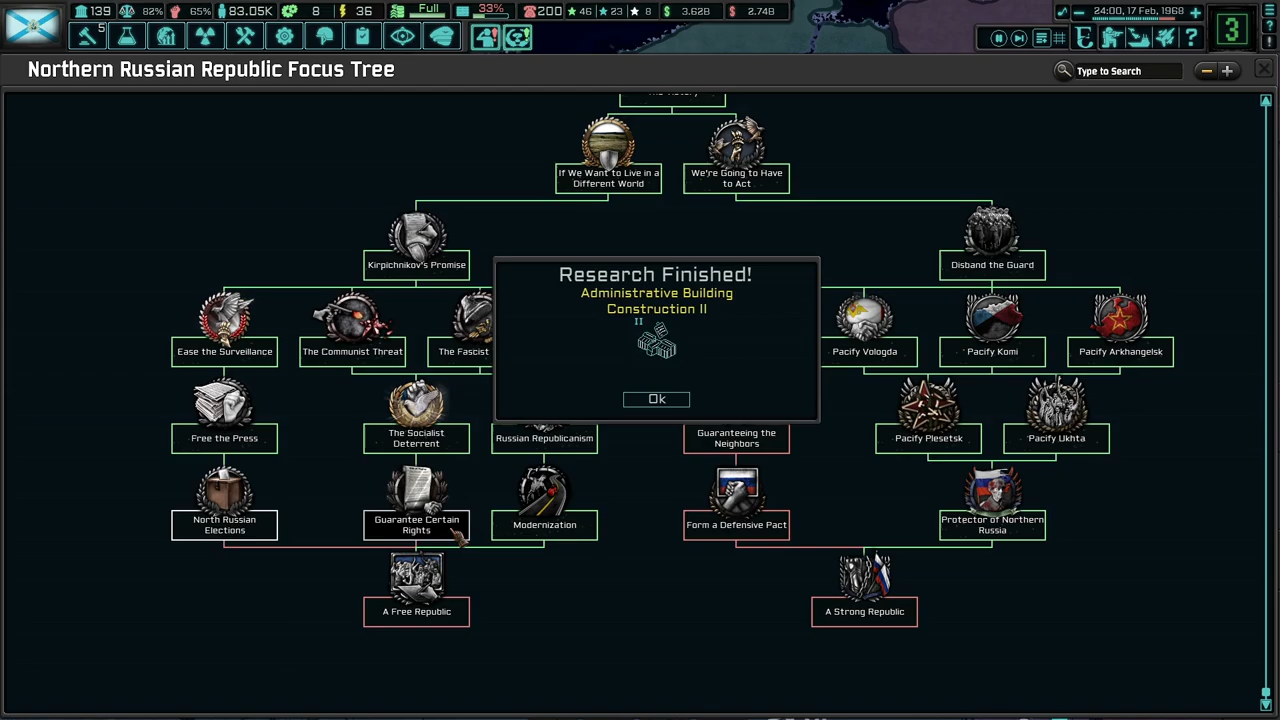 139 82% 65% 83.05K 8 36 Full 33% 200 46 23 8 $ 3.62B $ 2.74B
24:00, 17 Feb, 1968
5
3
Northern Russian Republic Focus Tree
Type to Search
If We Want to Live in a
Different World
We're Going to Have
to Act
Kirpichnikov's Promise
Disband the Guard
Research Finished!
Administrative Building
Construction II
II
Ok
Ease the Surveillance
The Communist Threat
The Fascist
Pacify Vologda
Pacify Komi
Pacify Arkhangelsk
Free the Press
The Socialist
Deterrent
Russian Republicanism
Guaranteeing the
Neighbors
Pacify Plesetsk
Pacify Ukhta
North Russian
Elections
Guarantee Certain
Rights
Modernization
Form a Defensive Pact
Protector of Northern
Russia
A Free Republic
A Strong Republic